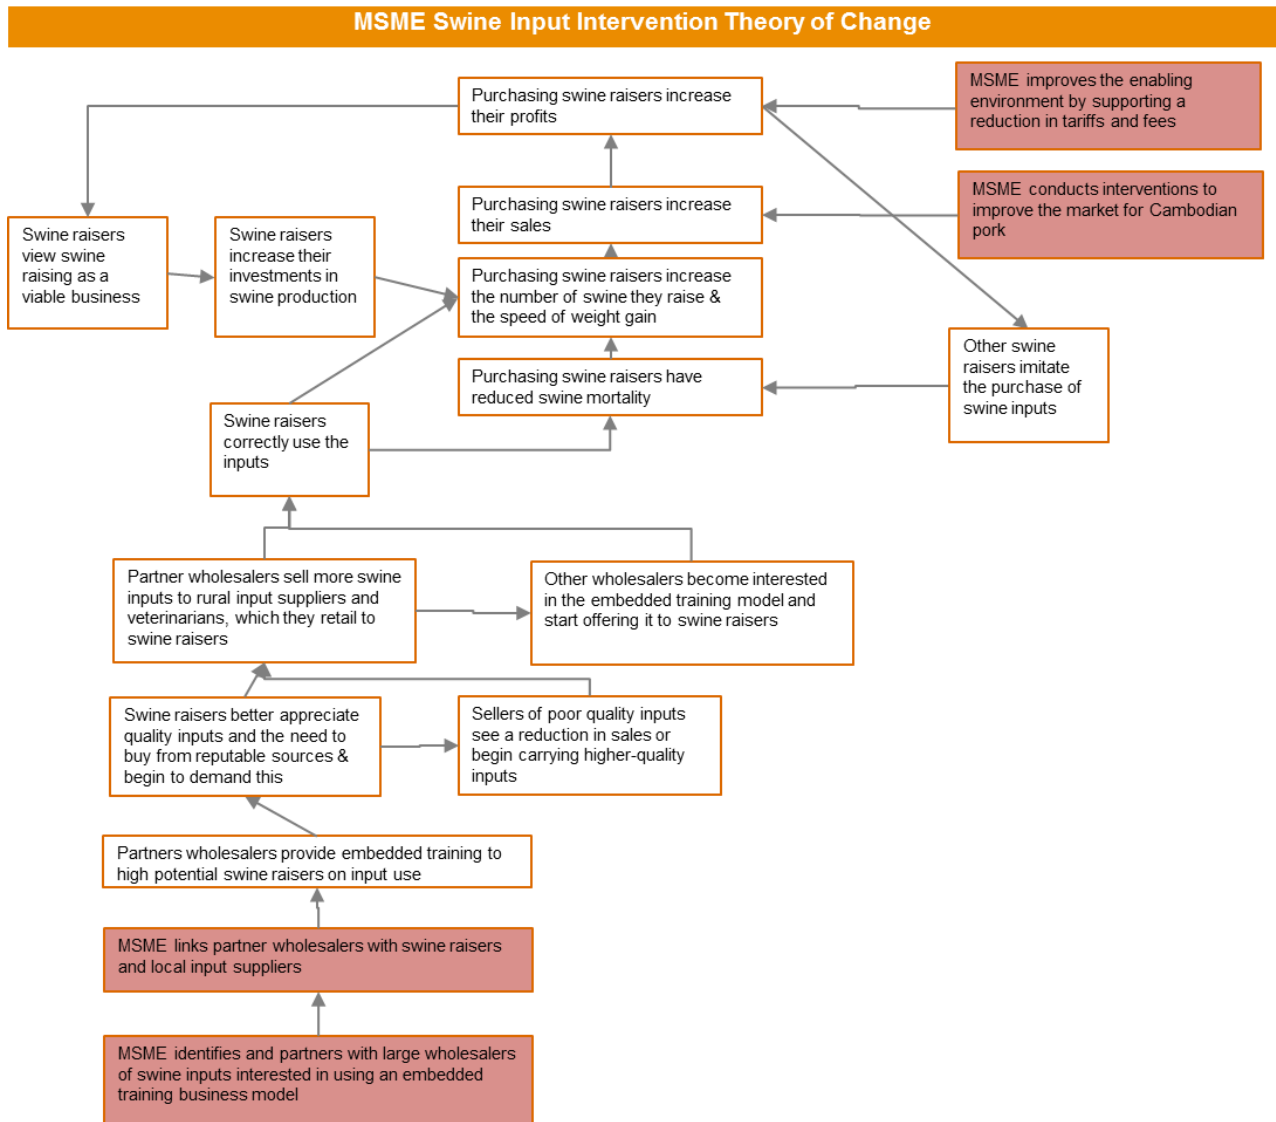 MSME Swine Input Intervention Theory of Change
Purchasing swine raisers increase
their profits
MSME improves the enabling
environment by supporting a
reduction in tariffs and fees
Purchasing swine raisers increase
their sales
MSME conducts interventions to
improve the market for Cambodian
pork
Swine raisers
view swine
raising as a
viable business
Swine raisers
increase their
investments in
swine production
Purchasing swine raisers increase
the number of swine they raise &
the speed of weight gain
Other swine
raisers imitate
the purchase of
swine inputs
Purchasing swine raisers have
reduced swine mortality
Swine raisers
correctly use the
inputs
Partner wholesalers sell more swine
inputs to rural input suppliers and
veterinarians, which they retail to
swine raisers
Other wholesalers become interested
in the embedded training model and
start offering it to swine raisers
Swine raisers better appreciate
quality inputs and the need to
buy from reputable sources &
begin to demand this
Sellers of poor quality inputs
see a reduction in sales or
begin carrying higher-quality
inputs
Partners wholesalers provide embedded training to
high potential swine raisers on input use
MSME links partner wholesalers with swine raisers
and local input suppliers
MSME identifies and partners with large wholesalers
of swine inputs interested in using an embedded
training business model